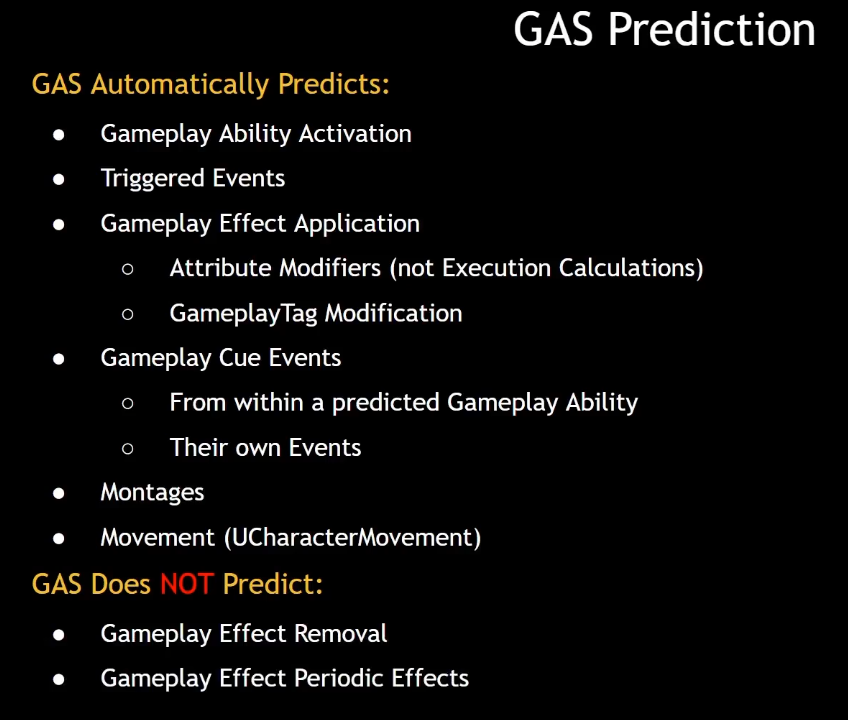 GAS Prediction
GAS Automatically Predicts:
● Gameplay Ability Activation
● Triggered Events
● Gameplay Effect Application
○ Attribute Modifiers (not Execution Calculations)
○ GameplayTag Modification
● Gameplay Cue Events
○ From within a predicted Gameplay Ability
○ Their own Events
● Montages
● Movement (UCharacterMovement)
GAS Does NOT Predict:
● Gameplay Effect Removal
● Gameplay Effect Periodic Effects